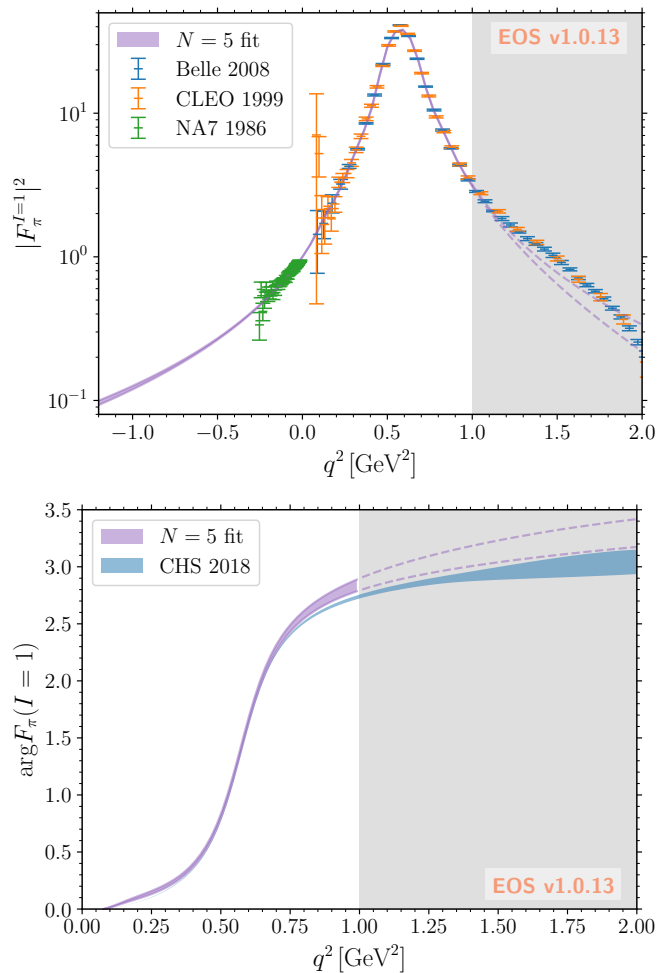 EOS v1.0.13
N = 5 fit
Belle 2008
CLEO 1999
NA7 1986
|F_π^{I=1}|^2
10^1
10^0
10^{-1}
−1.0 −0.5 0.0 0.5 1.0 1.5 2.0
q^2 [GeV^2]
N = 5 fit
CHS 2018
argF_π(I = 1)
3.5
3.0
2.5
2.0
1.5
1.0
0.5
0.0
EOS v1.0.13
0.00 0.25 0.50 0.75 1.00 1.25 1.50 1.75 2.00
q^2 [GeV^2]